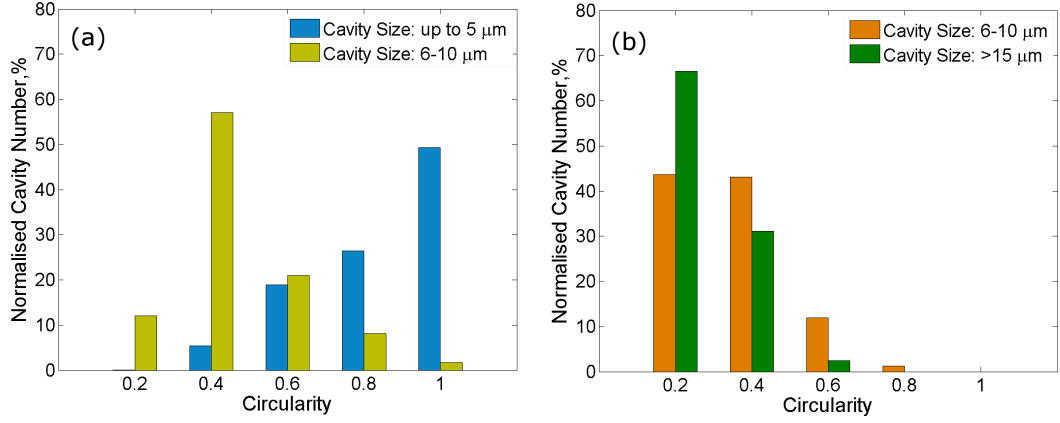 (a)
Cavity Size: up to 5 μm
Cavity Size: 6-10 μm
Normalised Cavity Number,%
80
70
60
50
40
30
20
10
0
0.2 0.4 0.6 0.8 1
Circularity
(b)
Cavity Size: 6-10 μm
Cavity Size: >15 μm
Normalised Cavity Number,%
80
70
60
50
40
30
20
10
0
0.2 0.4 0.6 0.8 1
Circularity